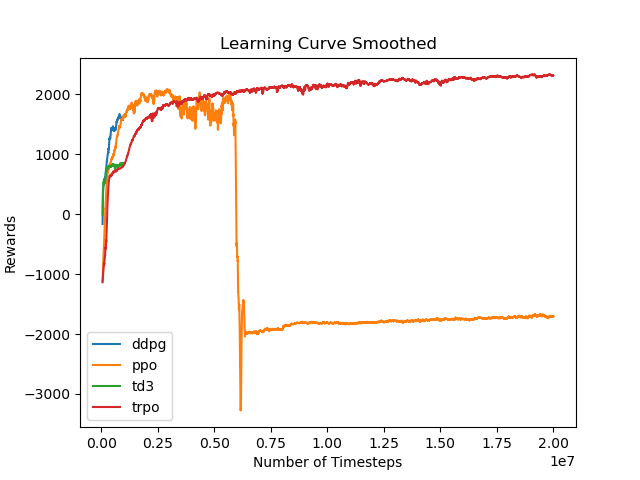 Learning Curve Smoothed
Rewards
2000
1000
0
−1000
−2000
−3000
ddpg
ppo
td3
trpo
0.00 0.25 0.50 0.75 1.00 1.25 1.50 1.75 2.00
1e7
Number of Timesteps